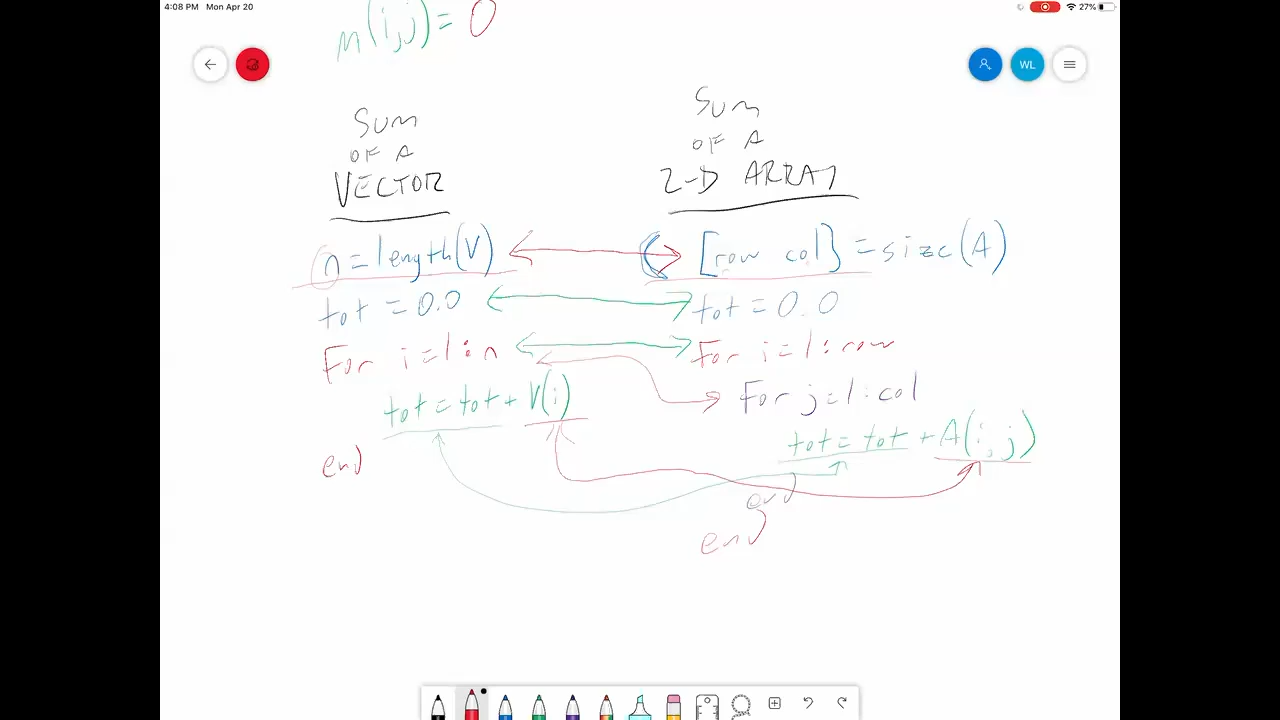 4:08 PM Mon Apr 20
27%
m(i,j)=0
WL
SUM
OF A
VECTOR
n=length(V)
tot = 0.0
For i=1:n
tot=tot+V(i)
end
SUM
OF A
2-D ARRAY
[row col]=size(A)
tot = 0.0
For i=1:row
For j=1:col
tot=tot+A(i,j)
end
end